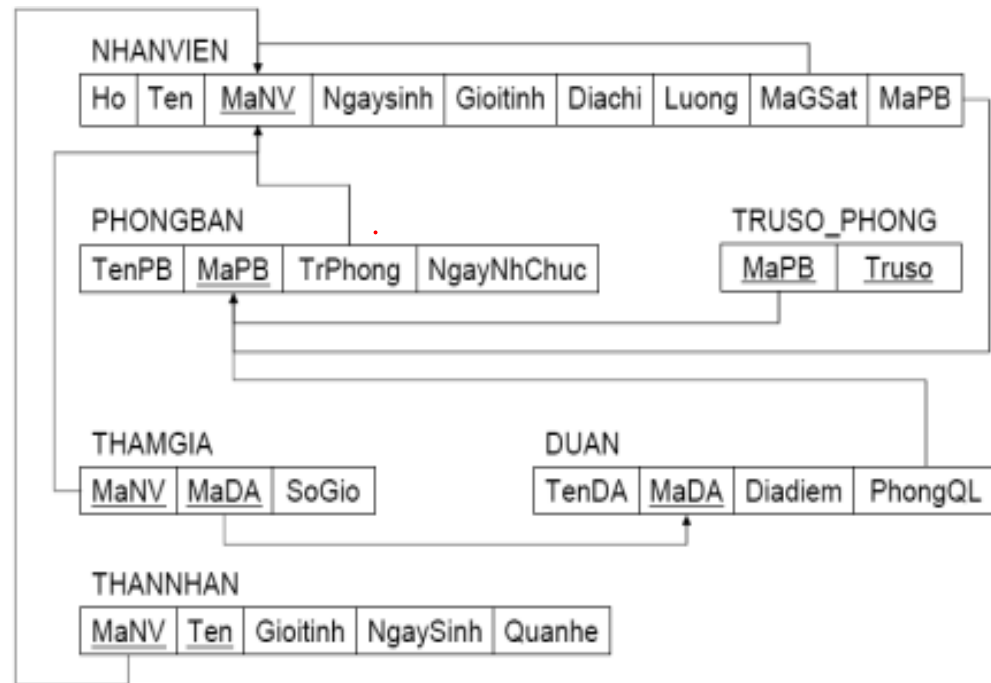 NHANVIEN
Ho Ten MaNV Ngaysinh Gioitinh Diachi Luong MaGSat MaPB
PHONGBAN
TenPB MaPB TrPhong NgayNhChuc
TRUSO_PHONG
MaPB Truso
THAMGIA
MaNV MaDA SoGio
DUAN
TenDA MaDA Diadiem PhongQL
THANNHAN
MaNV Ten Gioitinh NgaySinh Quanhe